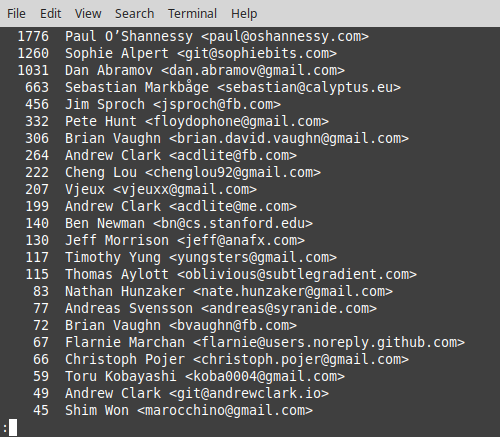 File Edit View Search Terminal Help
1776 Paul O’Shannessy <paul@oshannessy.com>
1260 Sophie Alpert <git@sophiebits.com>
1031 Dan Abramov <dan.abramov@gmail.com>
663 Sebastian Markbåge <sebastian@calyptus.eu>
456 Jim Sproch <jsproch@fb.com>
332 Pete Hunt <floydophone@gmail.com>
306 Brian Vaughn <brian.david.vaughn@gmail.com>
264 Andrew Clark <acdlite@fb.com>
222 Cheng Lou <chenglou92@gmail.com>
207 Vjeux <vjeuxx@gmail.com>
199 Andrew Clark <acdlite@me.com>
140 Ben Newman <bn@cs.stanford.edu>
130 Jeff Morrison <jeff@anafx.com>
117 Timothy Yung <yungsters@gmail.com>
115 Thomas Aylott <oblivious@subtlegradient.com>
83 Nathan Hunzaker <nate.hunzaker@gmail.com>
77 Andreas Svensson <andreas@syranide.com>
72 Brian Vaughn <bvaughn@fb.com>
67 Flarnie Marchan <flarnie@users.noreply.github.com>
66 Christoph Pojer <christoph.pojer@gmail.com>
59 Toru Kobayashi <koba0004@gmail.com>
49 Andrew Clark <git@andrewclark.io>
45 Shim Won <marocchino@gmail.com>
: